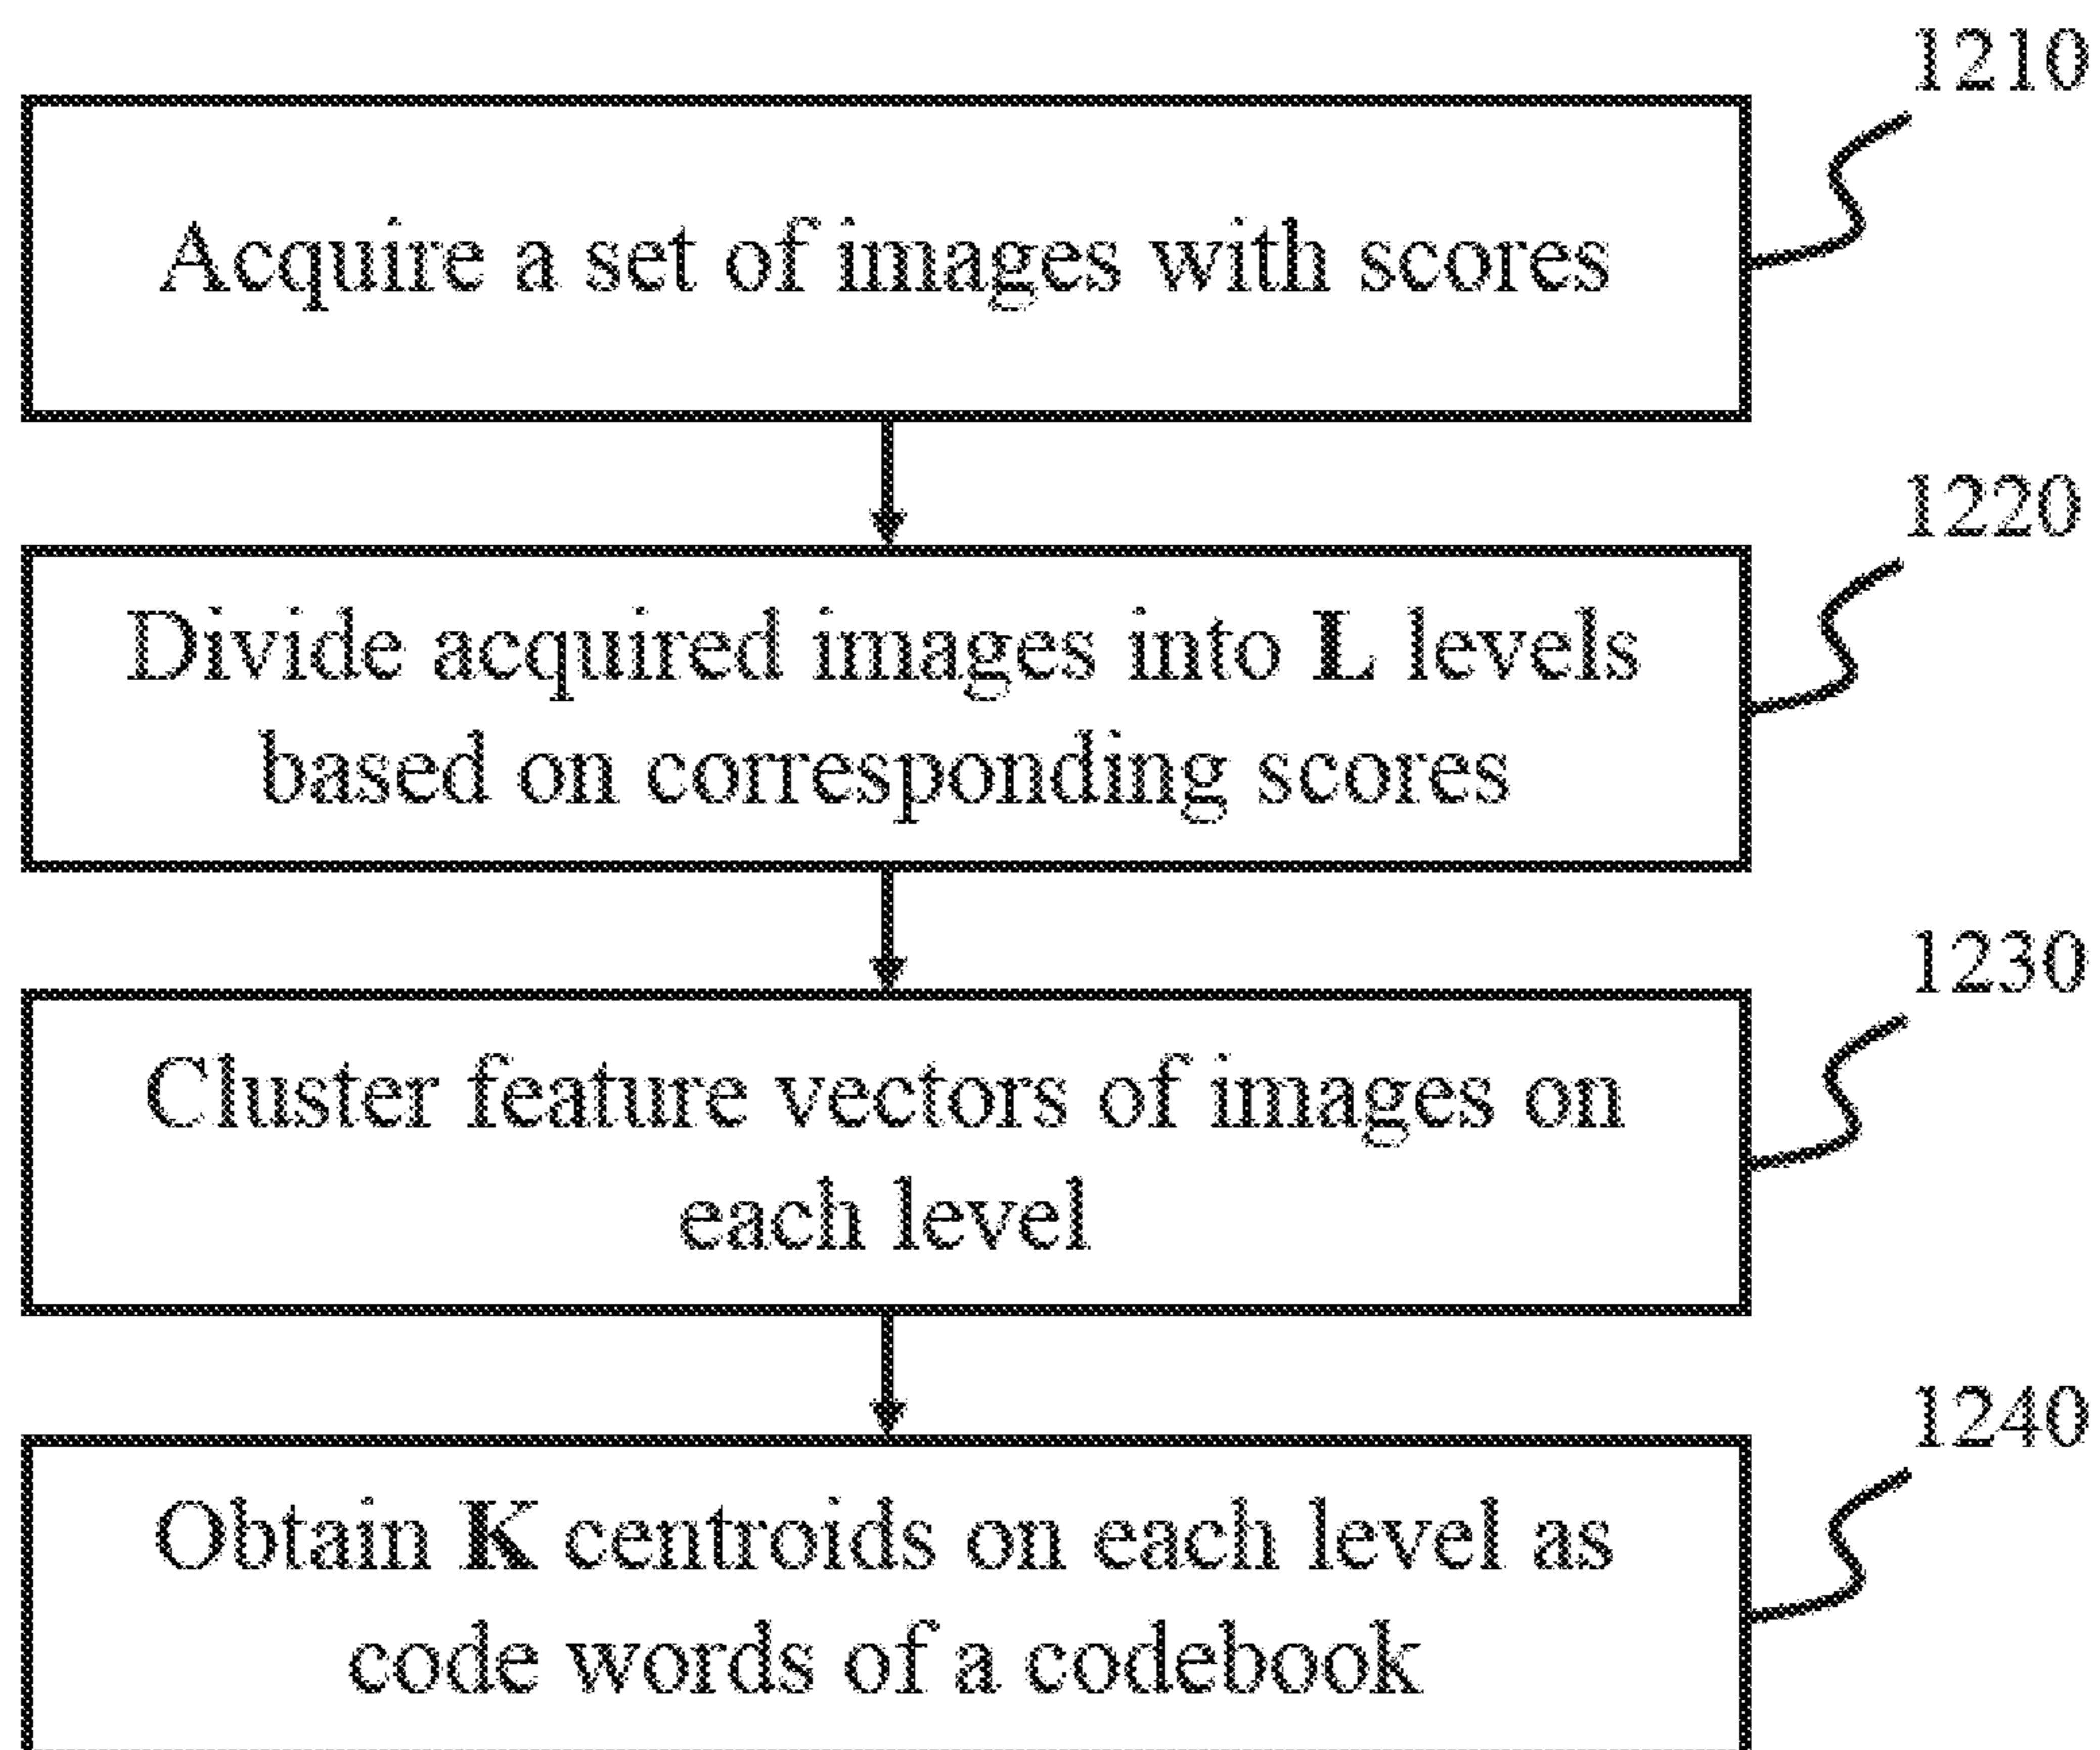 1210
Acquire a set of images with scores
1220
Divide acquired images into L levels
based on corresponding scores
1230
Cluster feature vectors of images on
each level
1240
Obtain K centroids on each level as
code words of a codebook